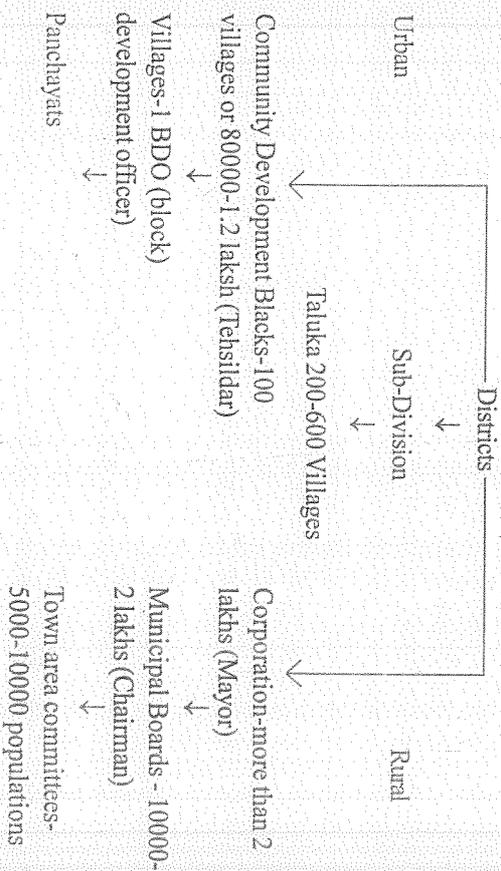 Districts
Urban
Sub-Division
Rural
Taluka 200-600 Villages
Community Development Blacks-100
villages or 80000-1.2 laksh (Tehsildar)
Villages-1 BDO (block
development officer)
Panchayats
Corporation-more than 2
lakhs (Mayor)
Municipal Boards - 10000-
2 lakhs (Chairman)
Town area committees-
5000-10000 populations